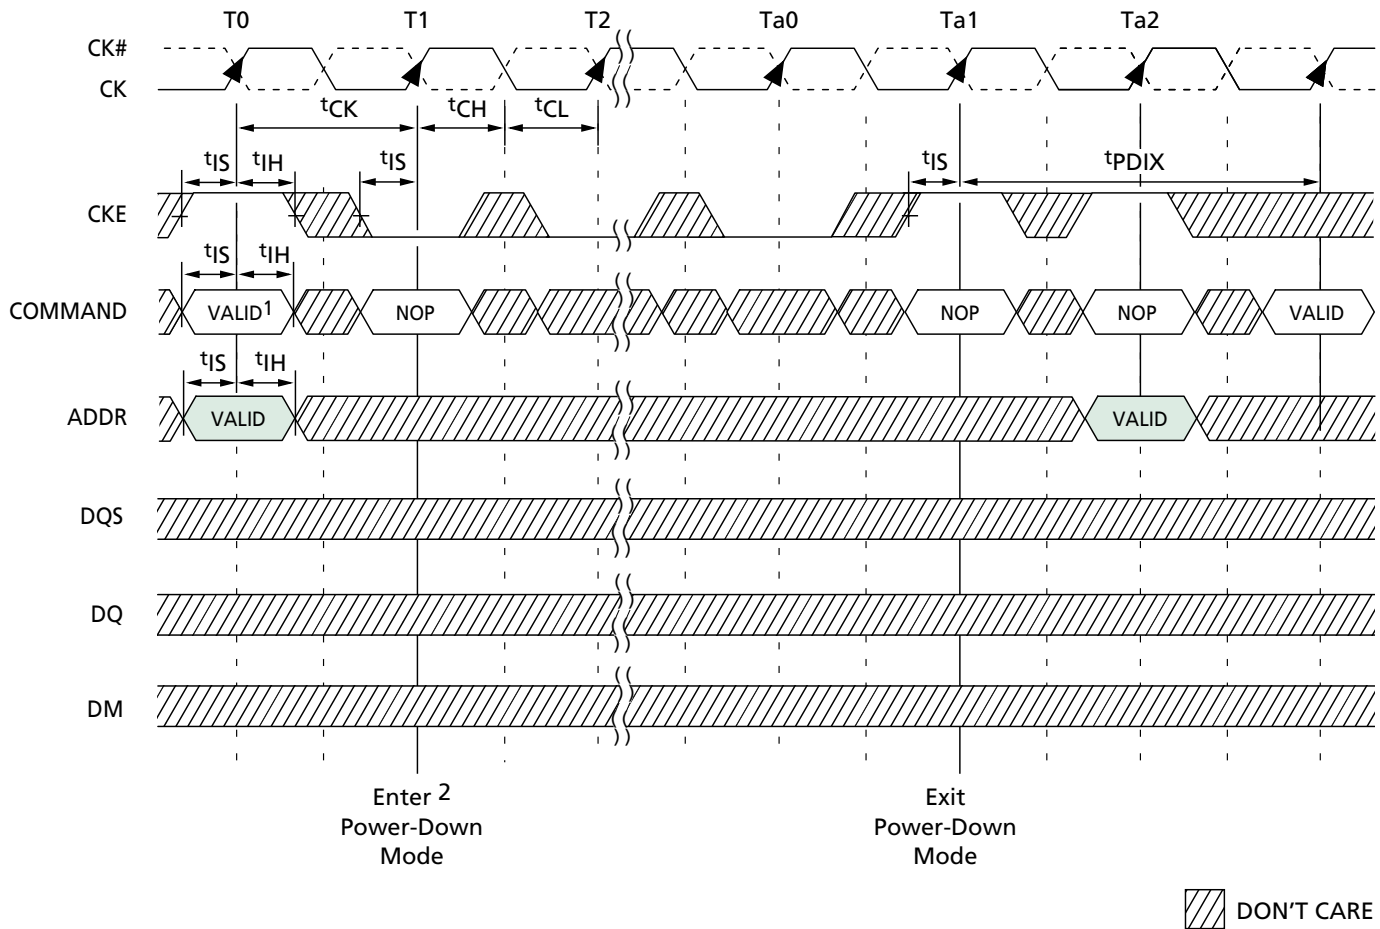 T0 T1 T2 Ta0 Ta1 Ta2
CK#
CK
tCK tCH tCL
tIS tIH tIS tIS tPDIX
CKE
tIS tIH
COMMAND VALID1 NOP NOP NOP VALID
tIS tIH
ADDR VALID VALID
DQS
DQ
DM
Enter 2 Exit
Power-Down Power-Down
Mode Mode
DON'T CARE